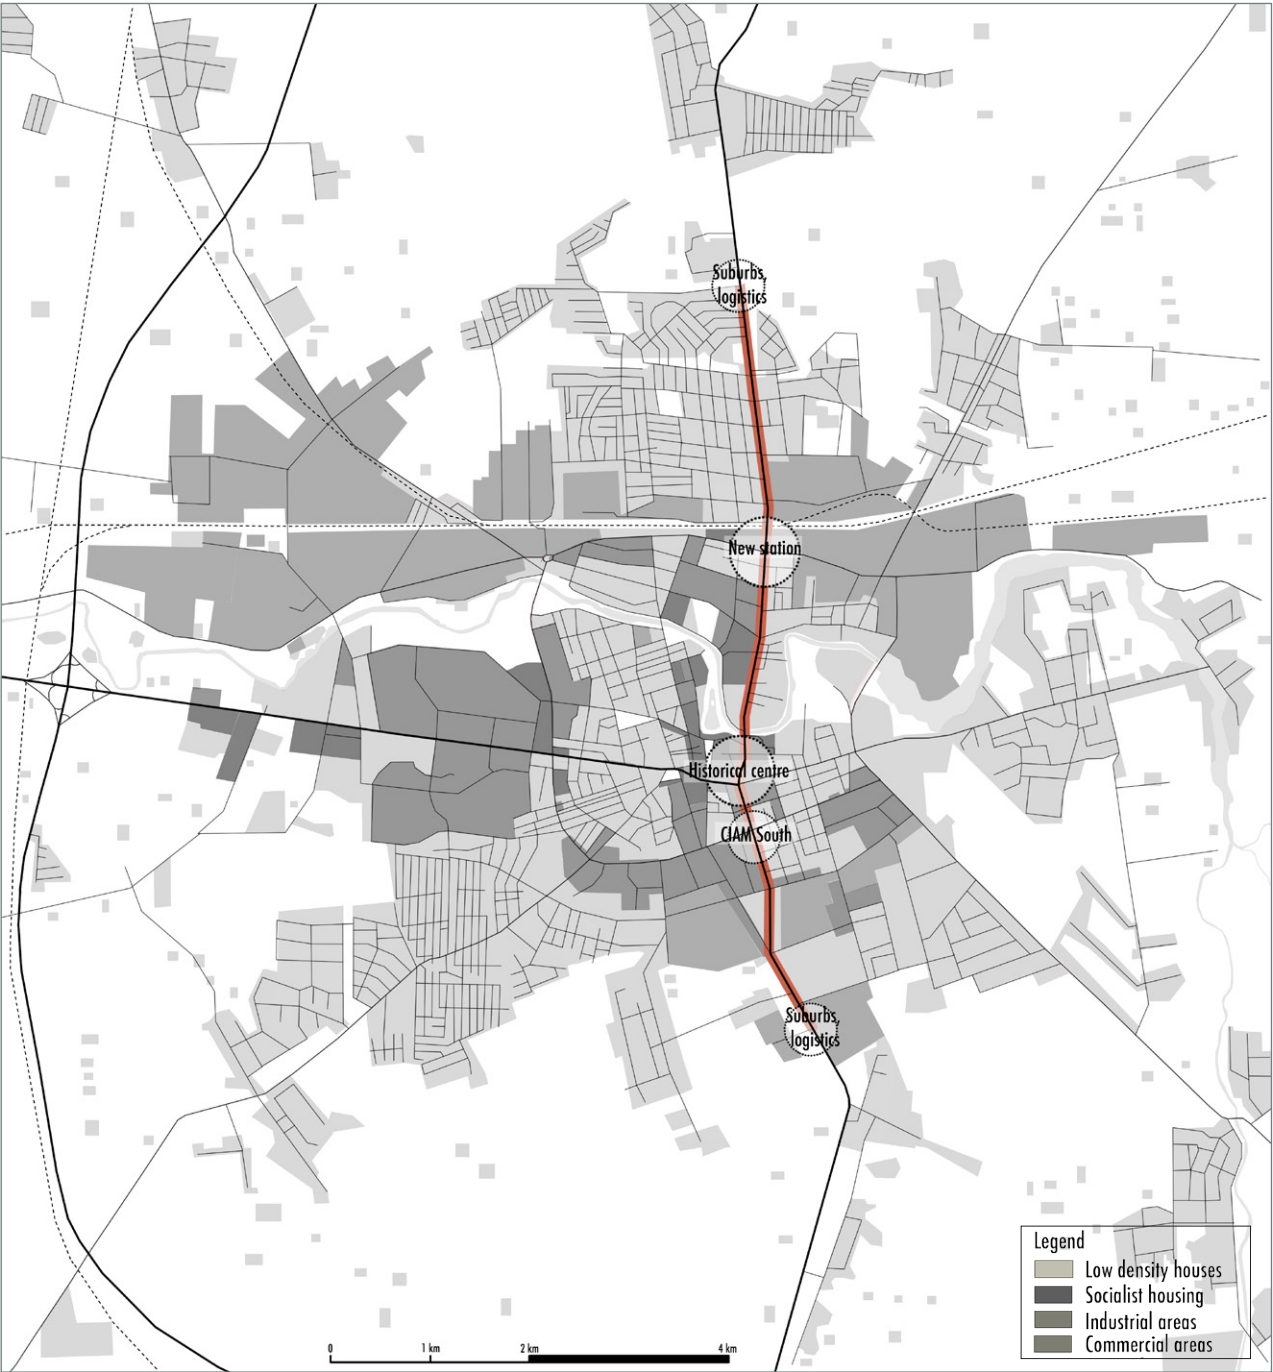 Suburbs,
logistics
New station
Historical centre
CIAM South
Suburbs,
logistics
Legend
Low density houses
Socialist housing
Industrial areas
Commercial areas
0 1 km 2 km 4 km